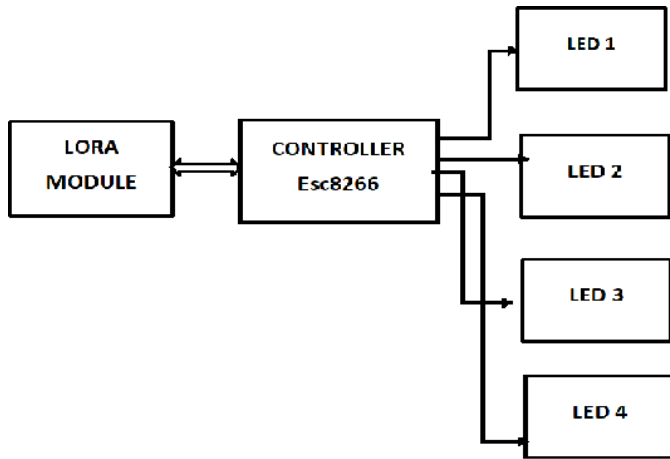 LORA
MODULE
CONTROLLER
Esc8266
LED 1
LED 2
LED 3
LED 4